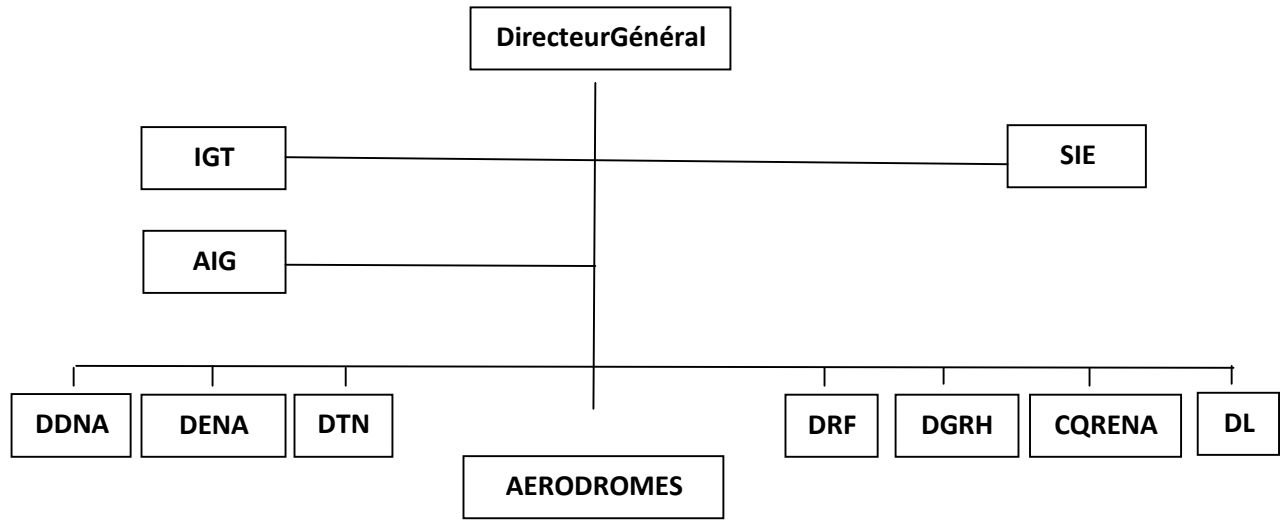 DirecteurGénéral
IGT
SIE
AIG
DDNA
DENA
DTN
DRF
DGRH
CQRENA
DL
AERODROMES